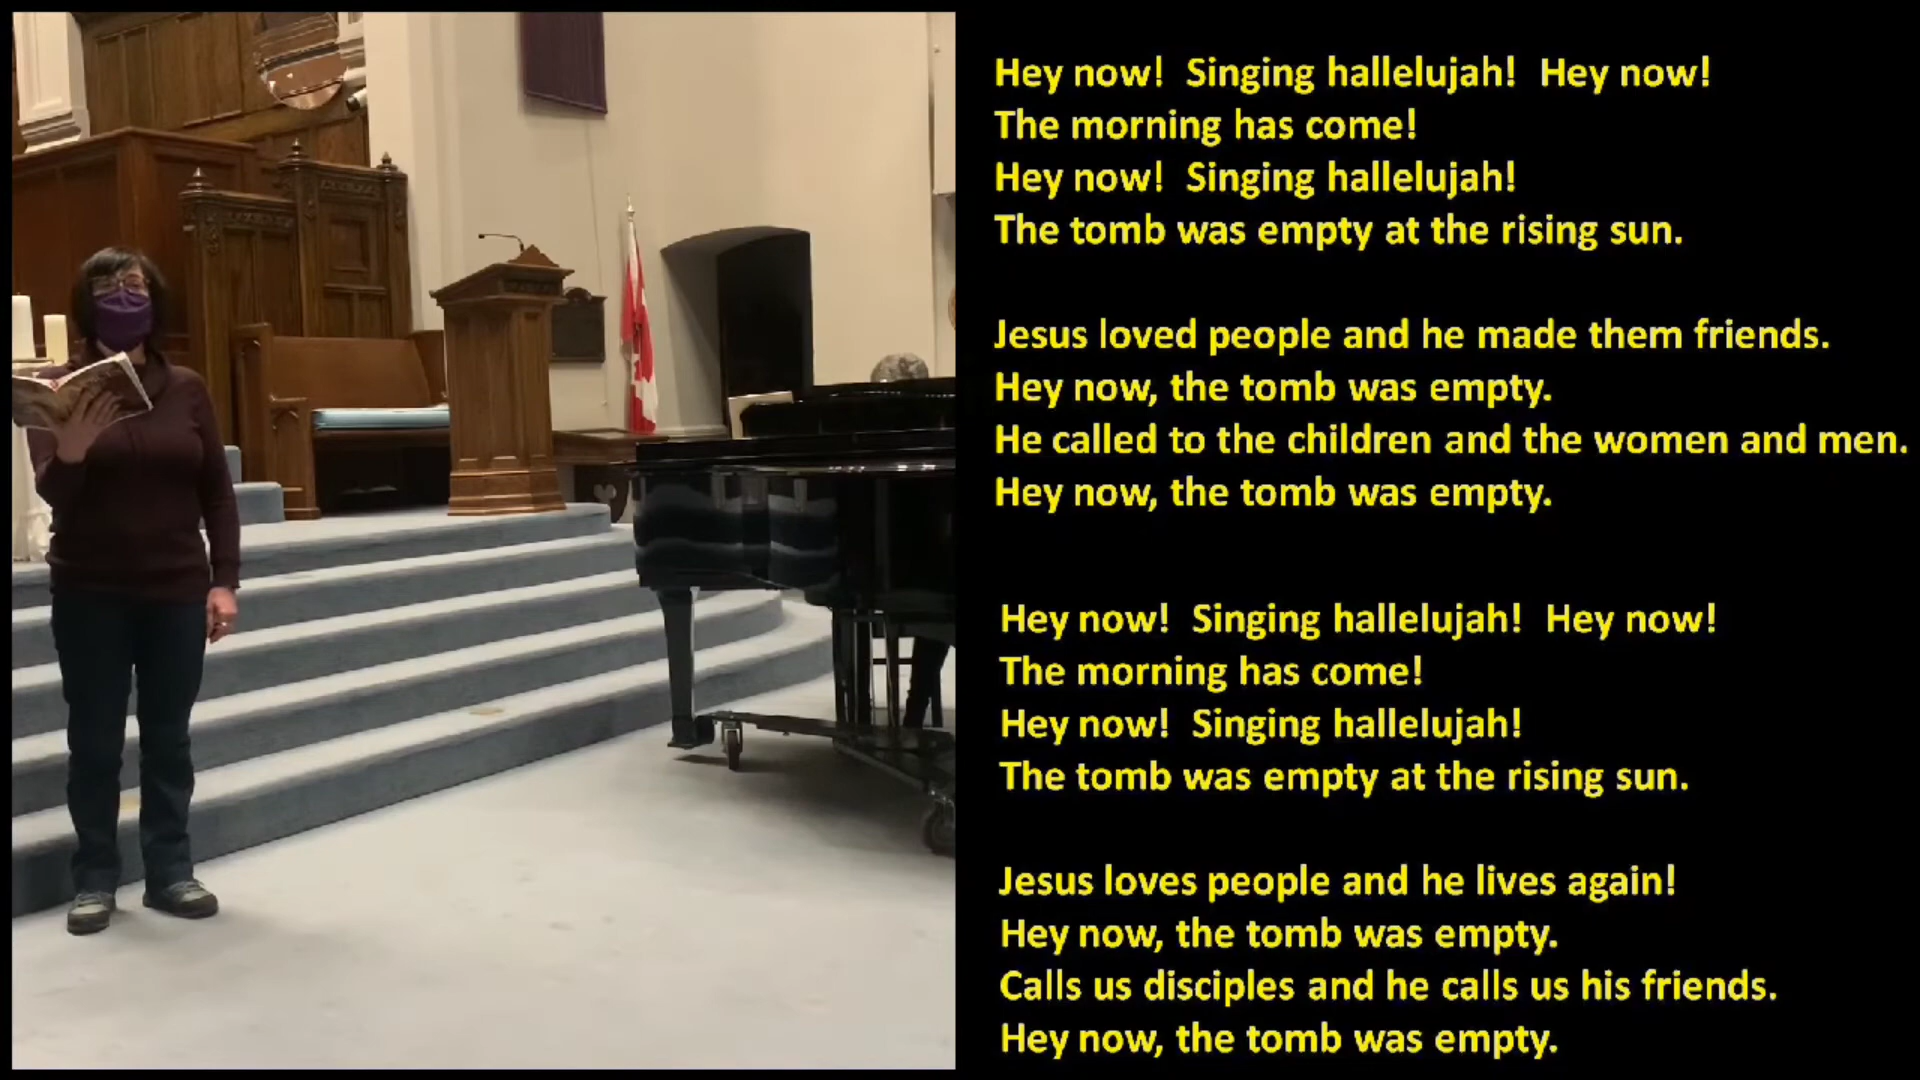 Hey now!  Singing hallelujah!  Hey now!
The morning has come!
Hey now!  Singing hallelujah!
The tomb was empty at the rising sun.
Jesus loved people and he made them friends.
Hey now, the tomb was empty.
He called to the children and the women and men.
Hey now, the tomb was empty.
Hey now!  Singing hallelujah!  Hey now!
The morning has come!
Hey now!  Singing hallelujah!
The tomb was empty at the rising sun.
Jesus loves people and he lives again!
Hey now, the tomb was empty.
Calls us disciples and he calls us his friends.
Hey now, the tomb was empty.